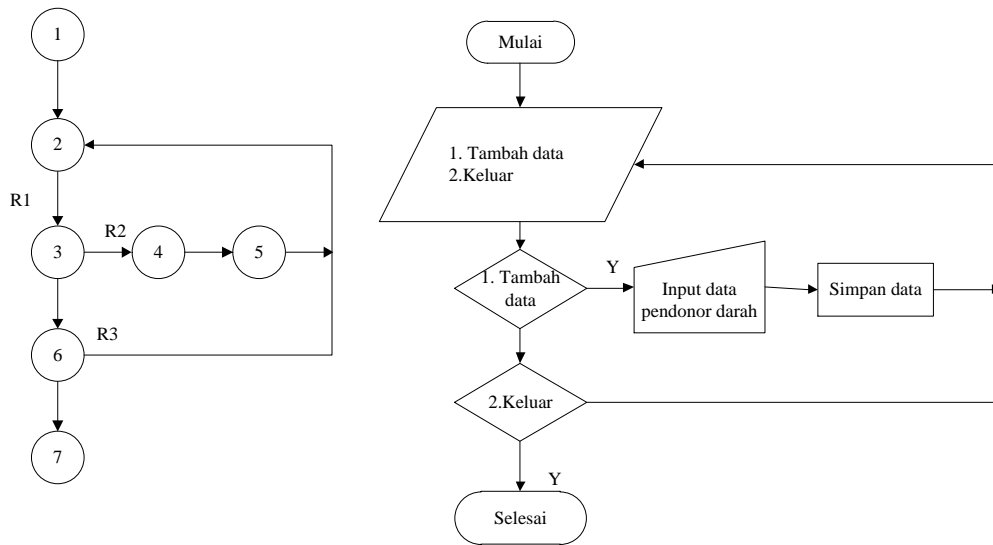 1
2
R1
3
R2
4
5
6
R3
7
Mulai
1. Tambah data
2.Keluar
1. Tambah
data
Y
Input data
pendonor darah
Simpan data
2.Keluar
Y
Selesai